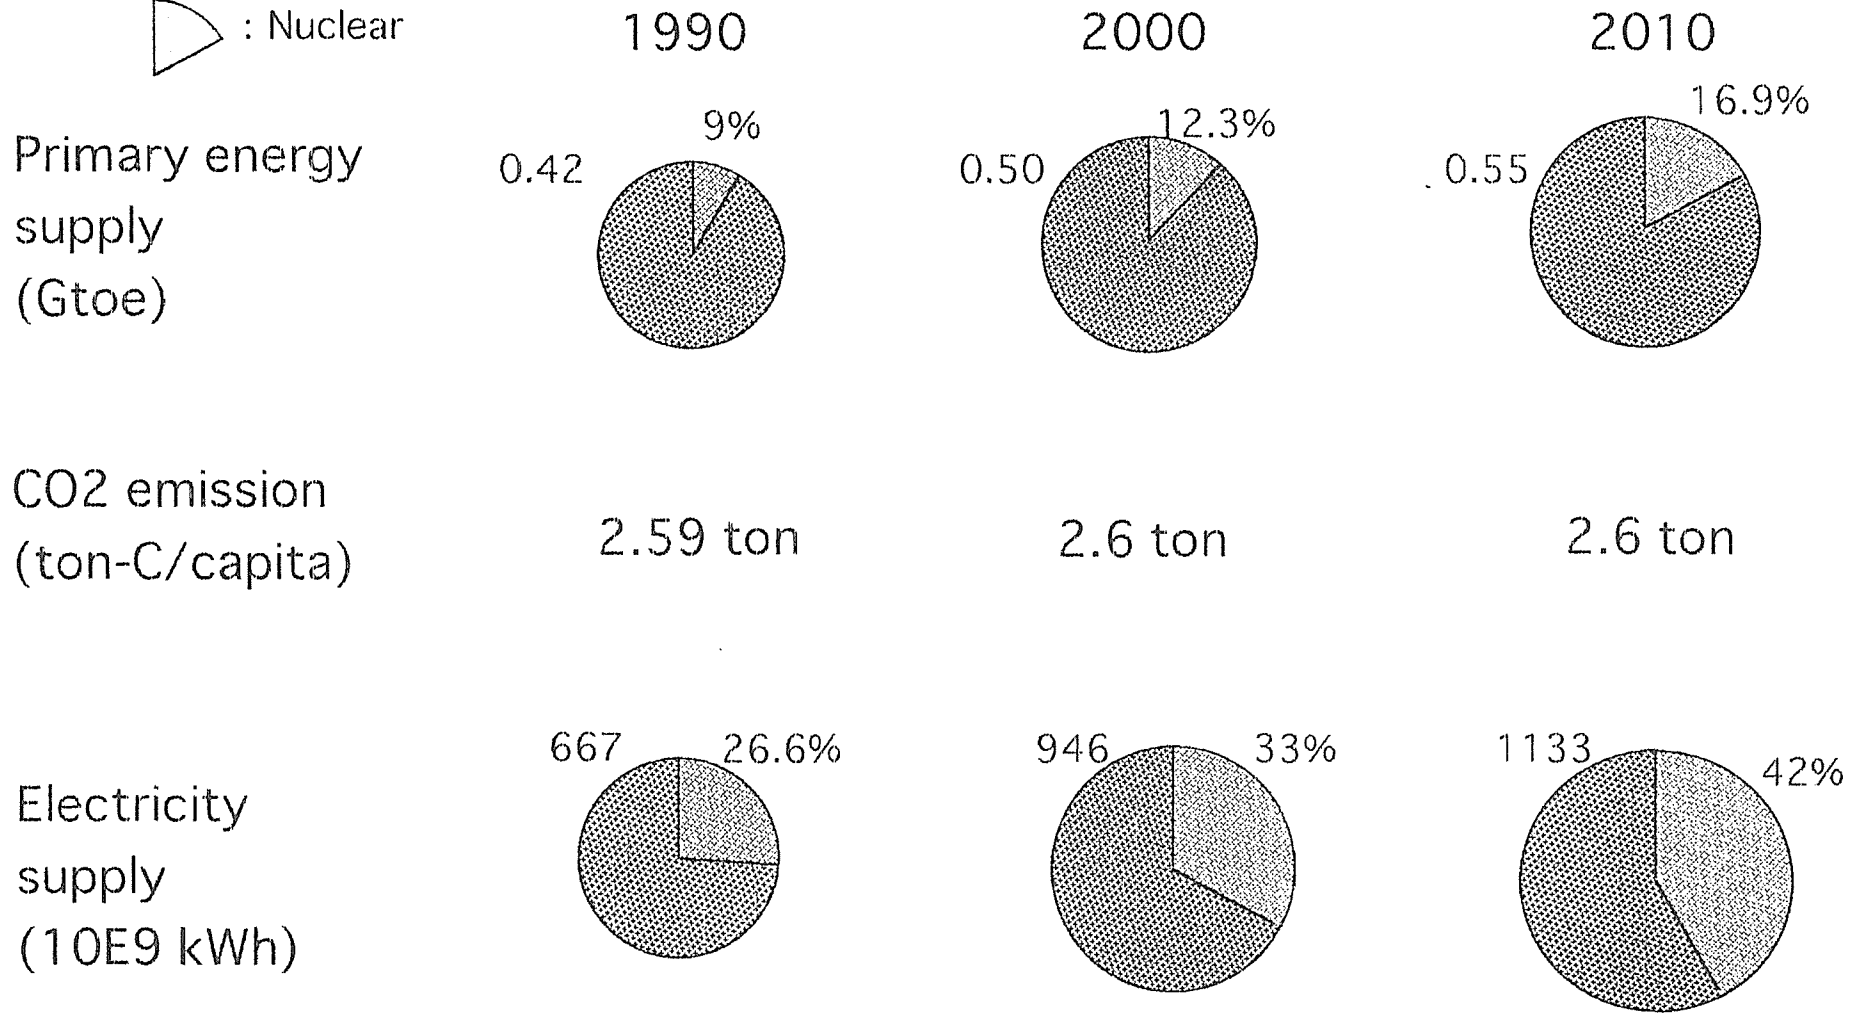 : Nuclear 1990 2000 2010
Primary energy
supply
(Gtoe)
0.42 9% 0.50 12.3% 0.55 16.9%
CO2 emission
(ton-C/capita)
2.59 ton 2.6 ton 2.6 ton
Electricity
supply
(10E9 kWh)
667 26.6% 946 33% 1133 42%